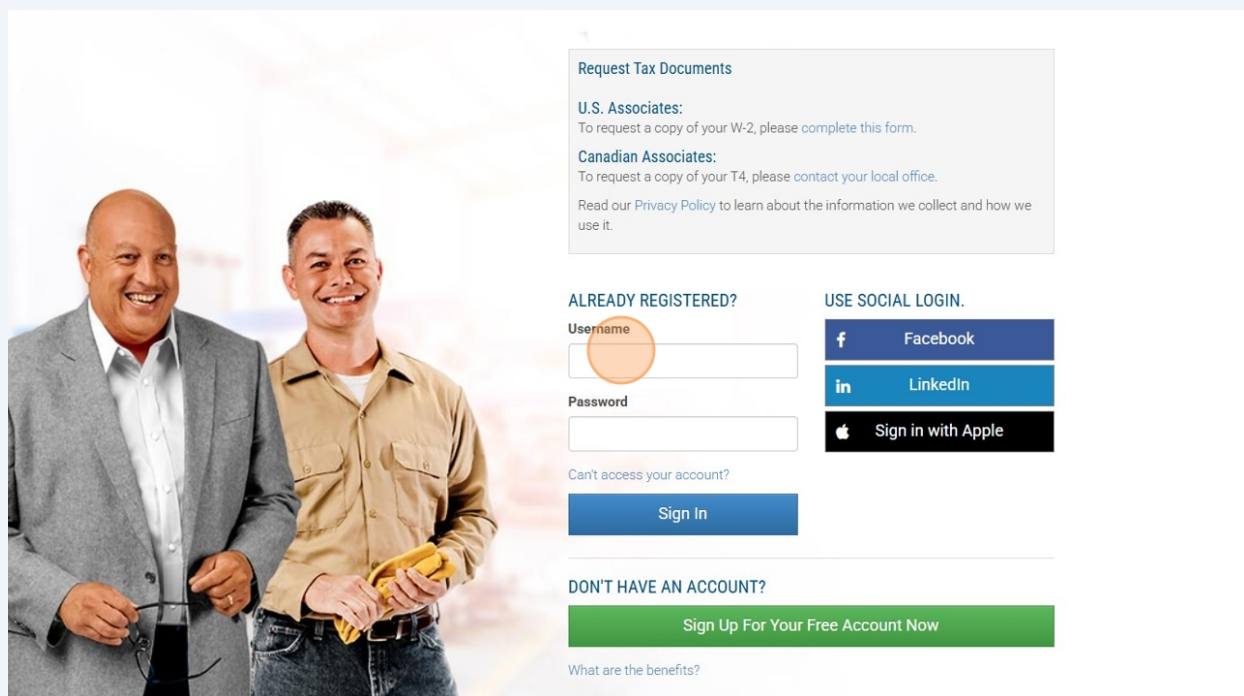 Request Tax Documents
U.S. Associates:
To request a copy of your W-2, please complete this form.
Canadian Associates:
To request a copy of your T4, please contact your local office.
Read our Privacy Policy to learn about the information we collect and how we
use it.
ALREADY REGISTERED?
Username
Password
Can't access your account?
Sign In
USE SOCIAL LOGIN.
Facebook
LinkedIn
Sign in with Apple
DON'T HAVE AN ACCOUNT?
Sign Up For Your Free Account Now
What are the benefits?